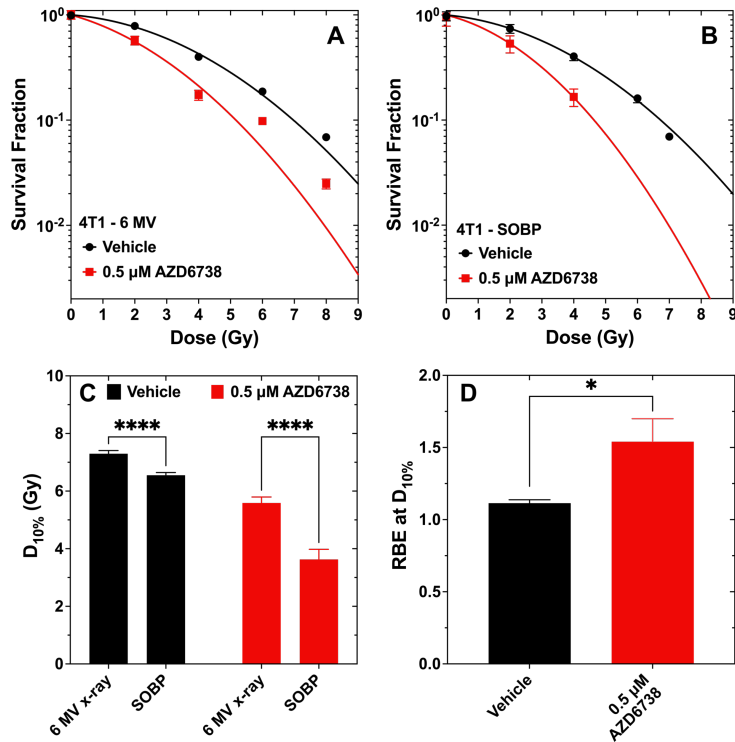 A
Survival Fraction
10⁰
10⁻¹
10⁻²
4T1 - 6 MV
Vehicle
0.5 μM AZD6738
0 1 2 3 4 5 6 7 8 9
Dose (Gy)
B
Survival Fraction
10⁰
10⁻¹
10⁻²
4T1 - SOBP
Vehicle
0.5 μM AZD6738
0 1 2 3 4 5 6 7 8 9
Dose (Gy)
C
Vehicle 0.5 μM AZD6738
**** ****
D₁₀% (Gy)
10
8
6
4
2
0
6 MV x-ray SOBP 6 MV x-ray SOBP
D
*
RBE at D₁₀%
2.0
1.5
1.0
0.5
0.0
Vehicle
0.5 μM
AZD6738